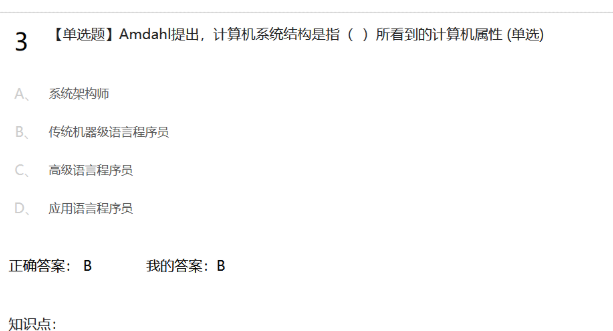 3 【单选题】Amdahl提出，计算机系统结构是指（ ）所看到的计算机属性 (单选)
A、 系统架构师
B、 传统机器级语言程序员
C、 高级语言程序员
D、 应用语言程序员
正确答案： B 我的答案：B
知识点：